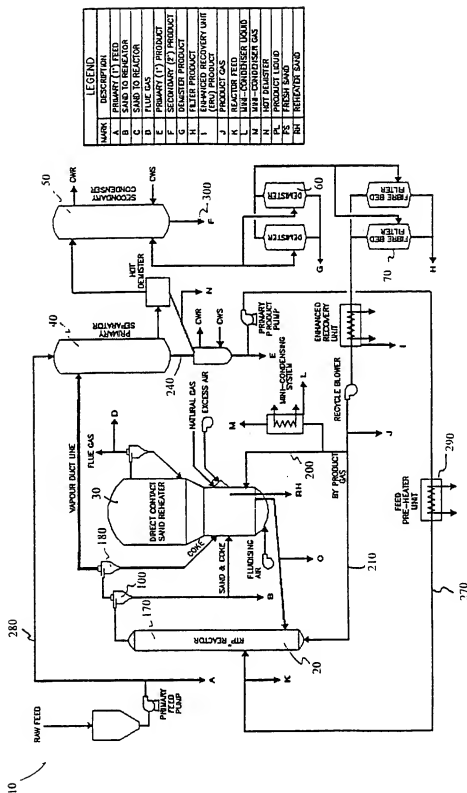 LEGEND
MARK DESCRIPTION
A PRIMARY (1°) FEED
B SAND TO REHEATOR
C SAND TO REACTOR
D FLUE GAS
E PRIMARY (1°) PRODUCT
F SECONDARY (2°) PRODUCT
G DEMISTER PRODUCT
H FILTER PRODUCT
I ENHANCED RECOVERY UNIT
(ERU) PRODUCT
J PRODUCT GAS
K REACTOR FEED
L MINI-CONDENSER LIQUID
M MINI-CONDENSER GAS
N HOT DEMISTER
PL PRODUCT LIQUID
FS FRESH SAND
RH REHEATER SAND
10
RAW FEED
PRIMARY
FEED
PUMP
A
280
170
RTP
REACTOR
20
K
100
180
B
VAPOUR DUCT LINE
COKE
SAND & COKE
FLUIDISING
AIR
O
30
DIRECT CONTACT
SAND REHEATER
FLUE GAS
D
NATURAL GAS
EXCESS AIR
RH
200
BY PRODUCT
GAS
210
M
MINI-CONDENSING
SYSTEM
L
40
PRIMARY
SEPARATOR
240
HOT
DEMISTER
N
CWR
CWS
E
PRIMARY
PRODUCT
PUMP
50
SECONDARY
CONDENSER
CWR
CWS
F
300
DEMISTER
DEMISTER
60
G
FIBRE BED
FILTER
FIBRE BED
FILTER
70
H
ENHANCED
RECOVERY
UNIT
I
RECYCLE BLOWER
J
FEED
PRE-HEATER
UNIT
290
270